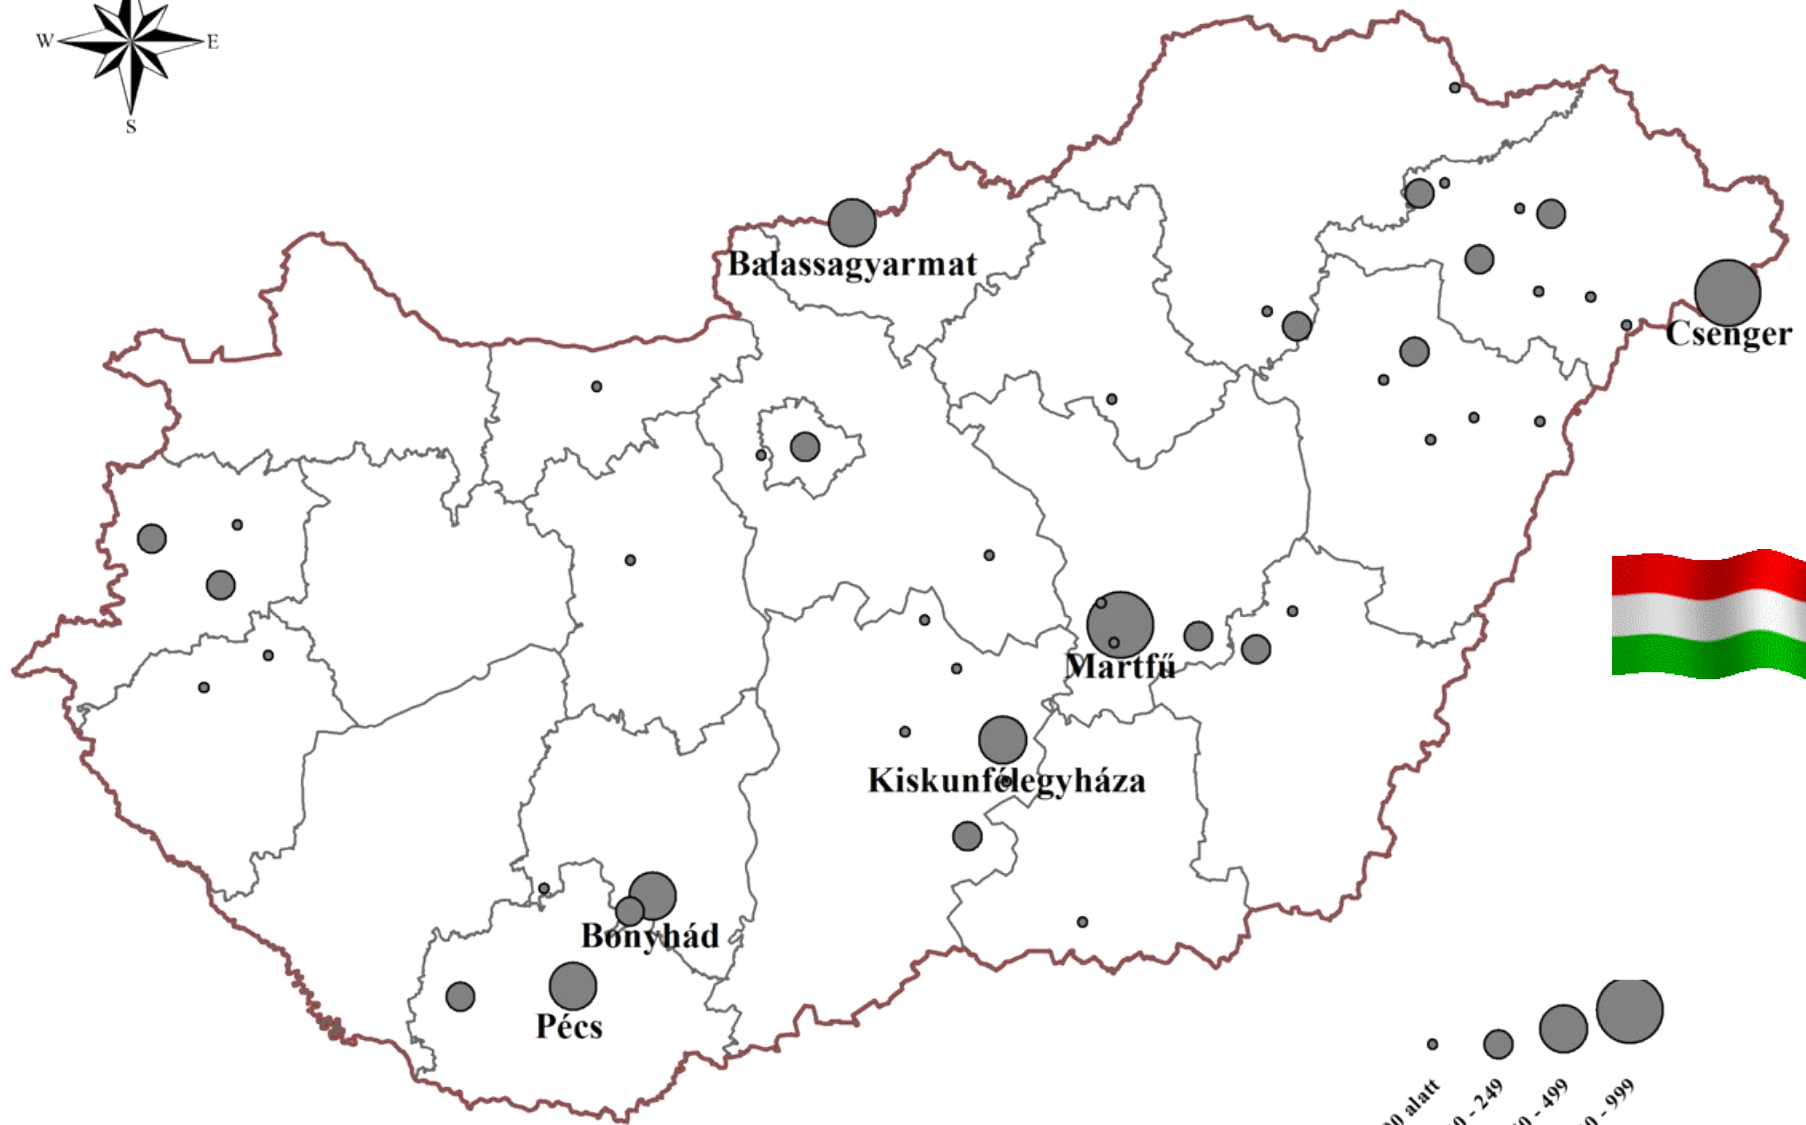 W
E
S
Balassagyarmat
Csenger
Martfű
Kiskunfélegyháza
Bonyhád
Pécs
alatt
- 249
- 499
- 999